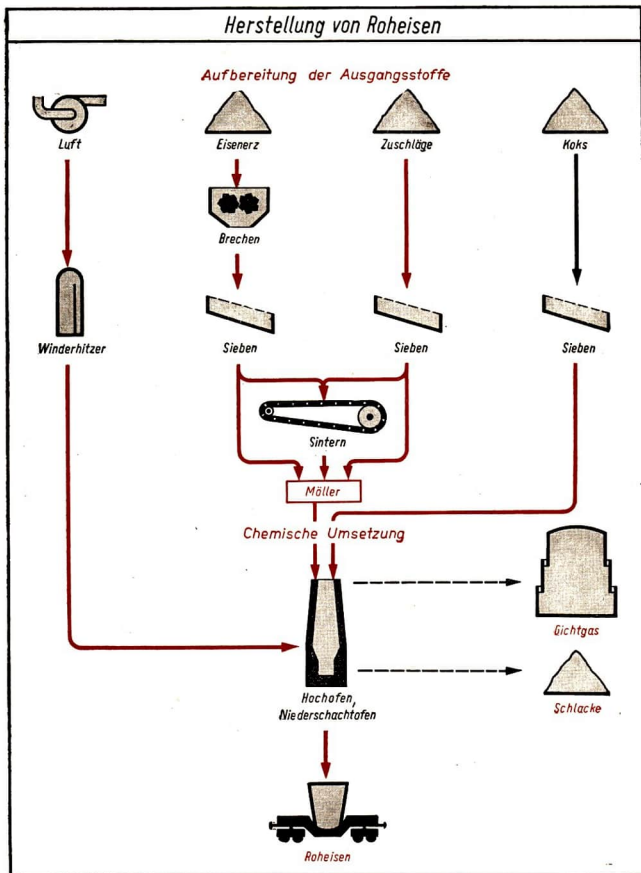 Herstellung von Roheisen
Aufbereitung der Ausgangsstoffe
Luft
Eisenerz
Zuschläge
Koks
Brechen
Winderhitzer
Sieben
Sieben
Sieben
Sintern
Möller
Chemische Umsetzung
Gichtgas
Hochofen,
Niederschachtofen
Schlacke
Roheisen